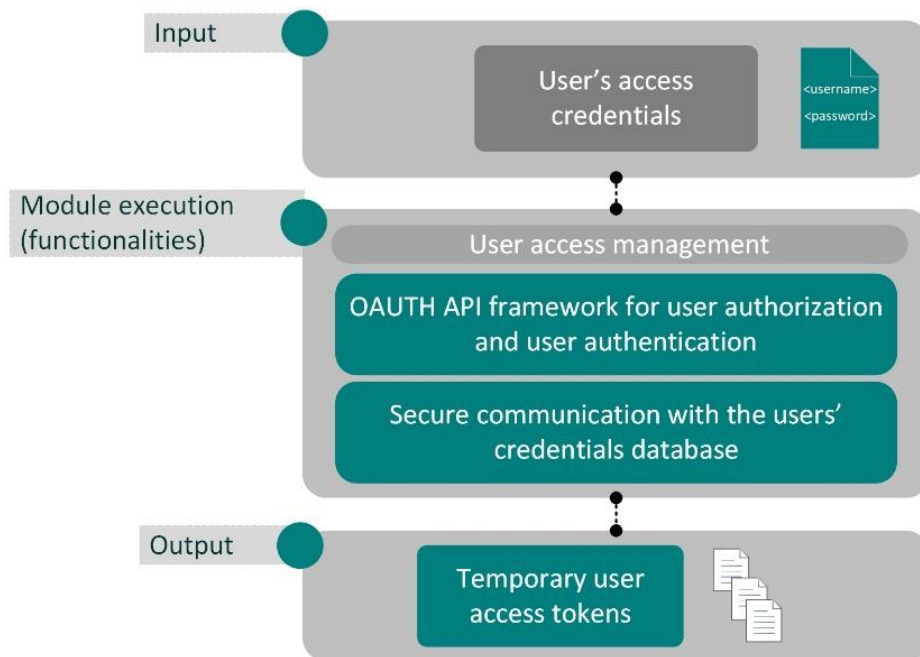 Input
User's access
credentials
<username>
<password>
Module execution
(functionalities)
User access management
OAUTH API framework for user authorization
and user authentication
Secure communication with the users'
credentials database
Output
Temporary user
access tokens